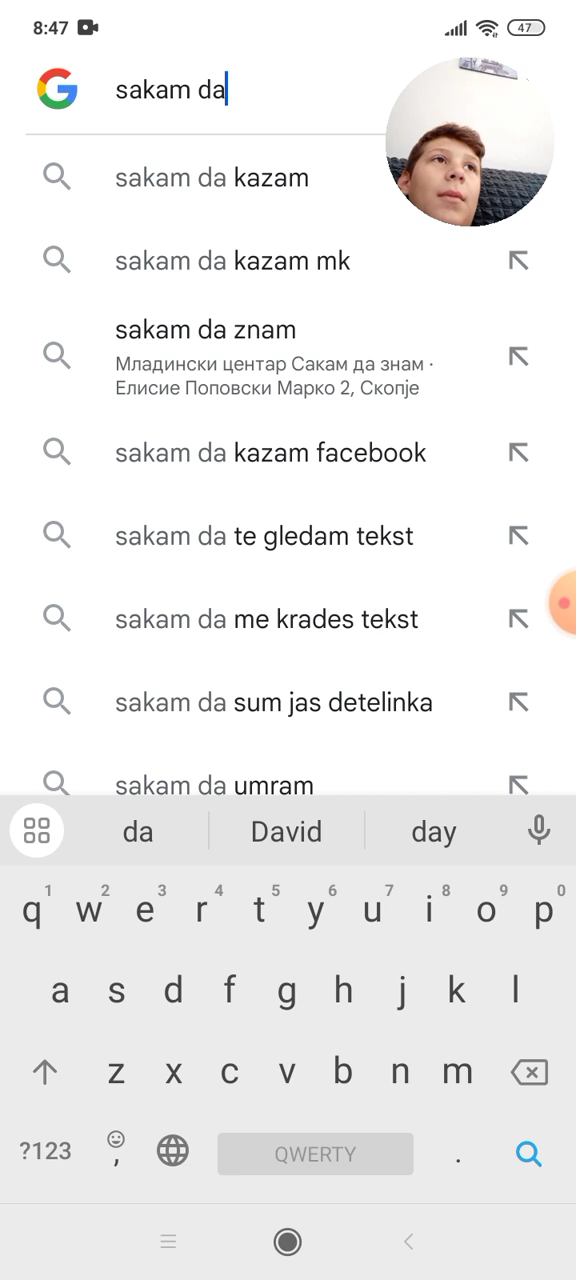 8:47
47
sakam da
sakam da kazam
sakam da kazam mk
sakam da znam
Младински центар Сакам да знам ·
Елисие Поповски Марко 2, Скопје
sakam da kazam facebook
sakam da te gledam tekst
sakam da me krades tekst
sakam da sum jas detelinka
sakam da umram
da David day
1 2 3 4 5 6 7 8 9 0
q w e r t y u i o p
a s d f g h j k l
z x c v b n m
?123 , QWERTY .